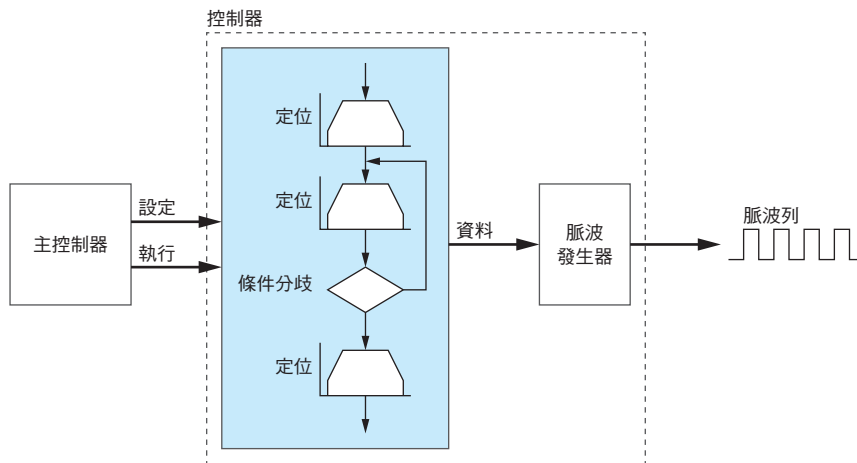 控制器
定位
定位
條件分歧
定位
主控制器
設定
執行
資料
脈波
發生器
脈波列